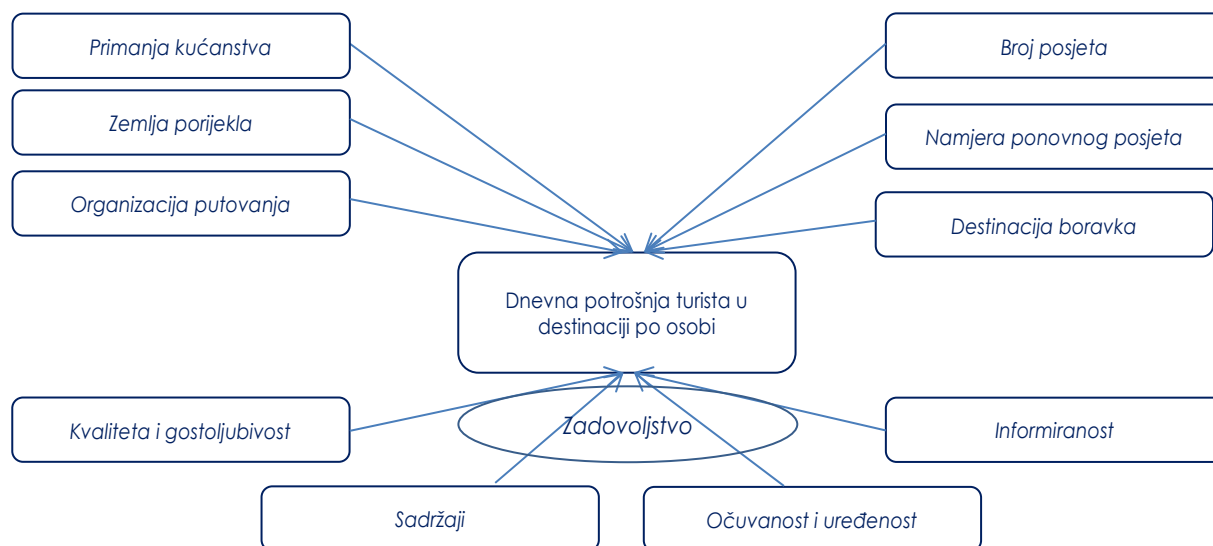 Primanja kućanstva
Broj posjeta
Zemlja porijekla
Namjera ponovnog posjeta
Organizacija putovanja
Destinacija boravka
Dnevna potrošnja turista u
destinaciji po osobi
Kvaliteta i gostoljubivost
Zadovoljstvo
Informiranost
Sadržaji
Očuvanost i uređenost